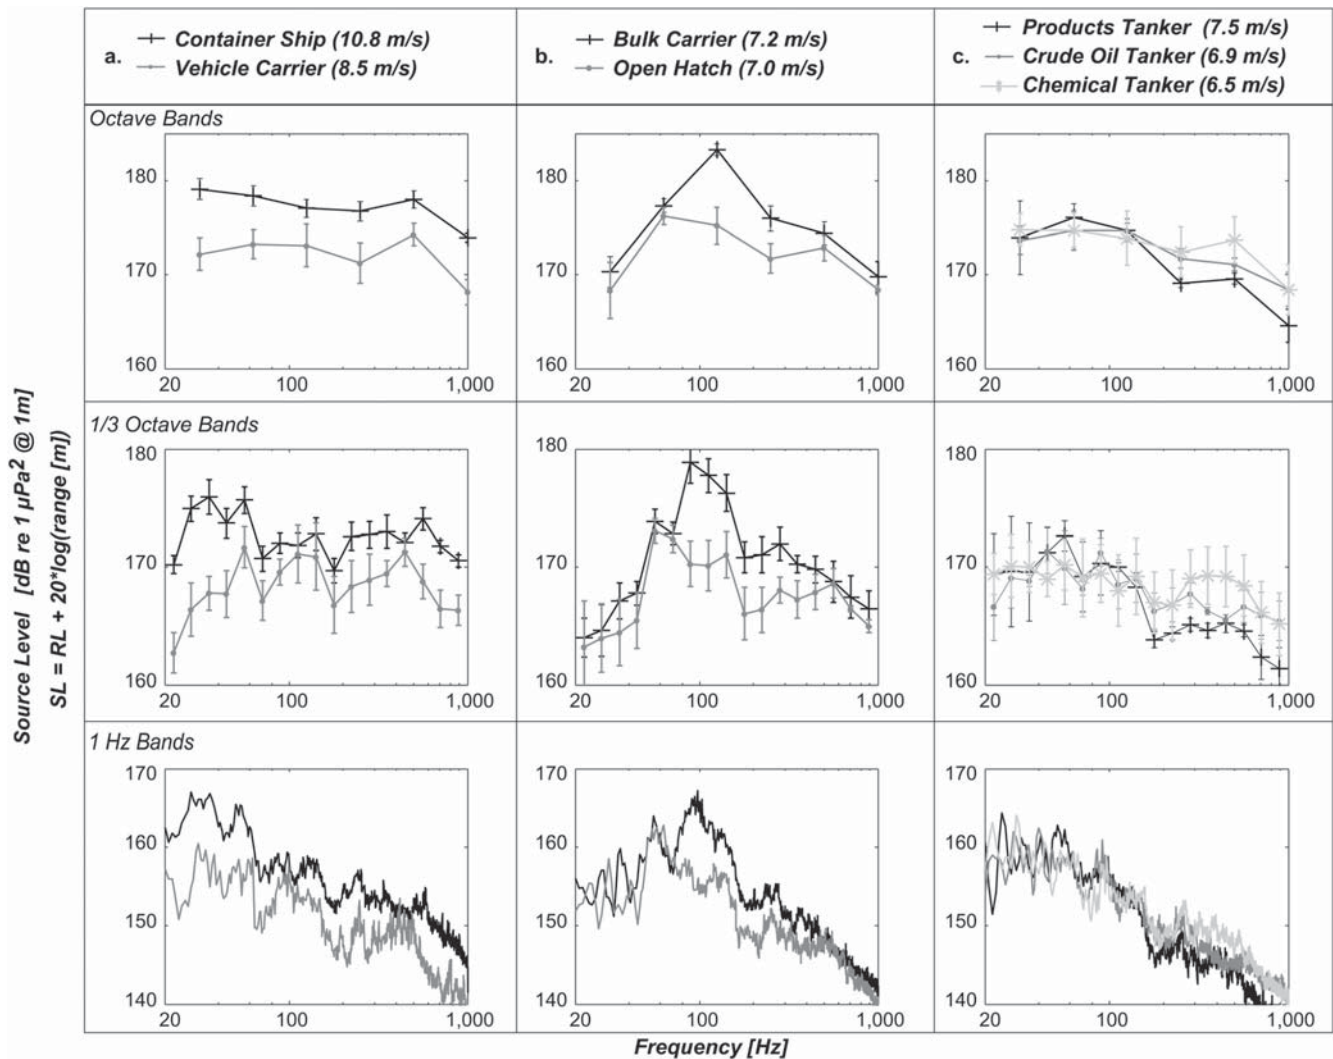 a.
Container Ship (10.8 m/s)
Vehicle Carrier (8.5 m/s)
b.
Bulk Carrier (7.2 m/s)
Open Hatch (7.0 m/s)
c.
Products Tanker (7.5 m/s)
Crude Oil Tanker (6.9 m/s)
Chemical Tanker (6.5 m/s)
Source Level [dB re 1 µPa² @ 1m)
SL = RL + 20*log(range [m])
Octave Bands
180
170
160
20 100 1,000
180
170
160
20 100 1,000
180
170
160
20 100 1,000
1/3 Octave Bands
180
170
160
20 100 1,000
180
170
160
20 100 1,000
180
170
160
20 100 1,000
1 Hz Bands
170
160
150
140
20 100 1,000
170
160
150
140
20 100 1,000
170
160
150
140
20 100 1,000
Frequency [Hz]